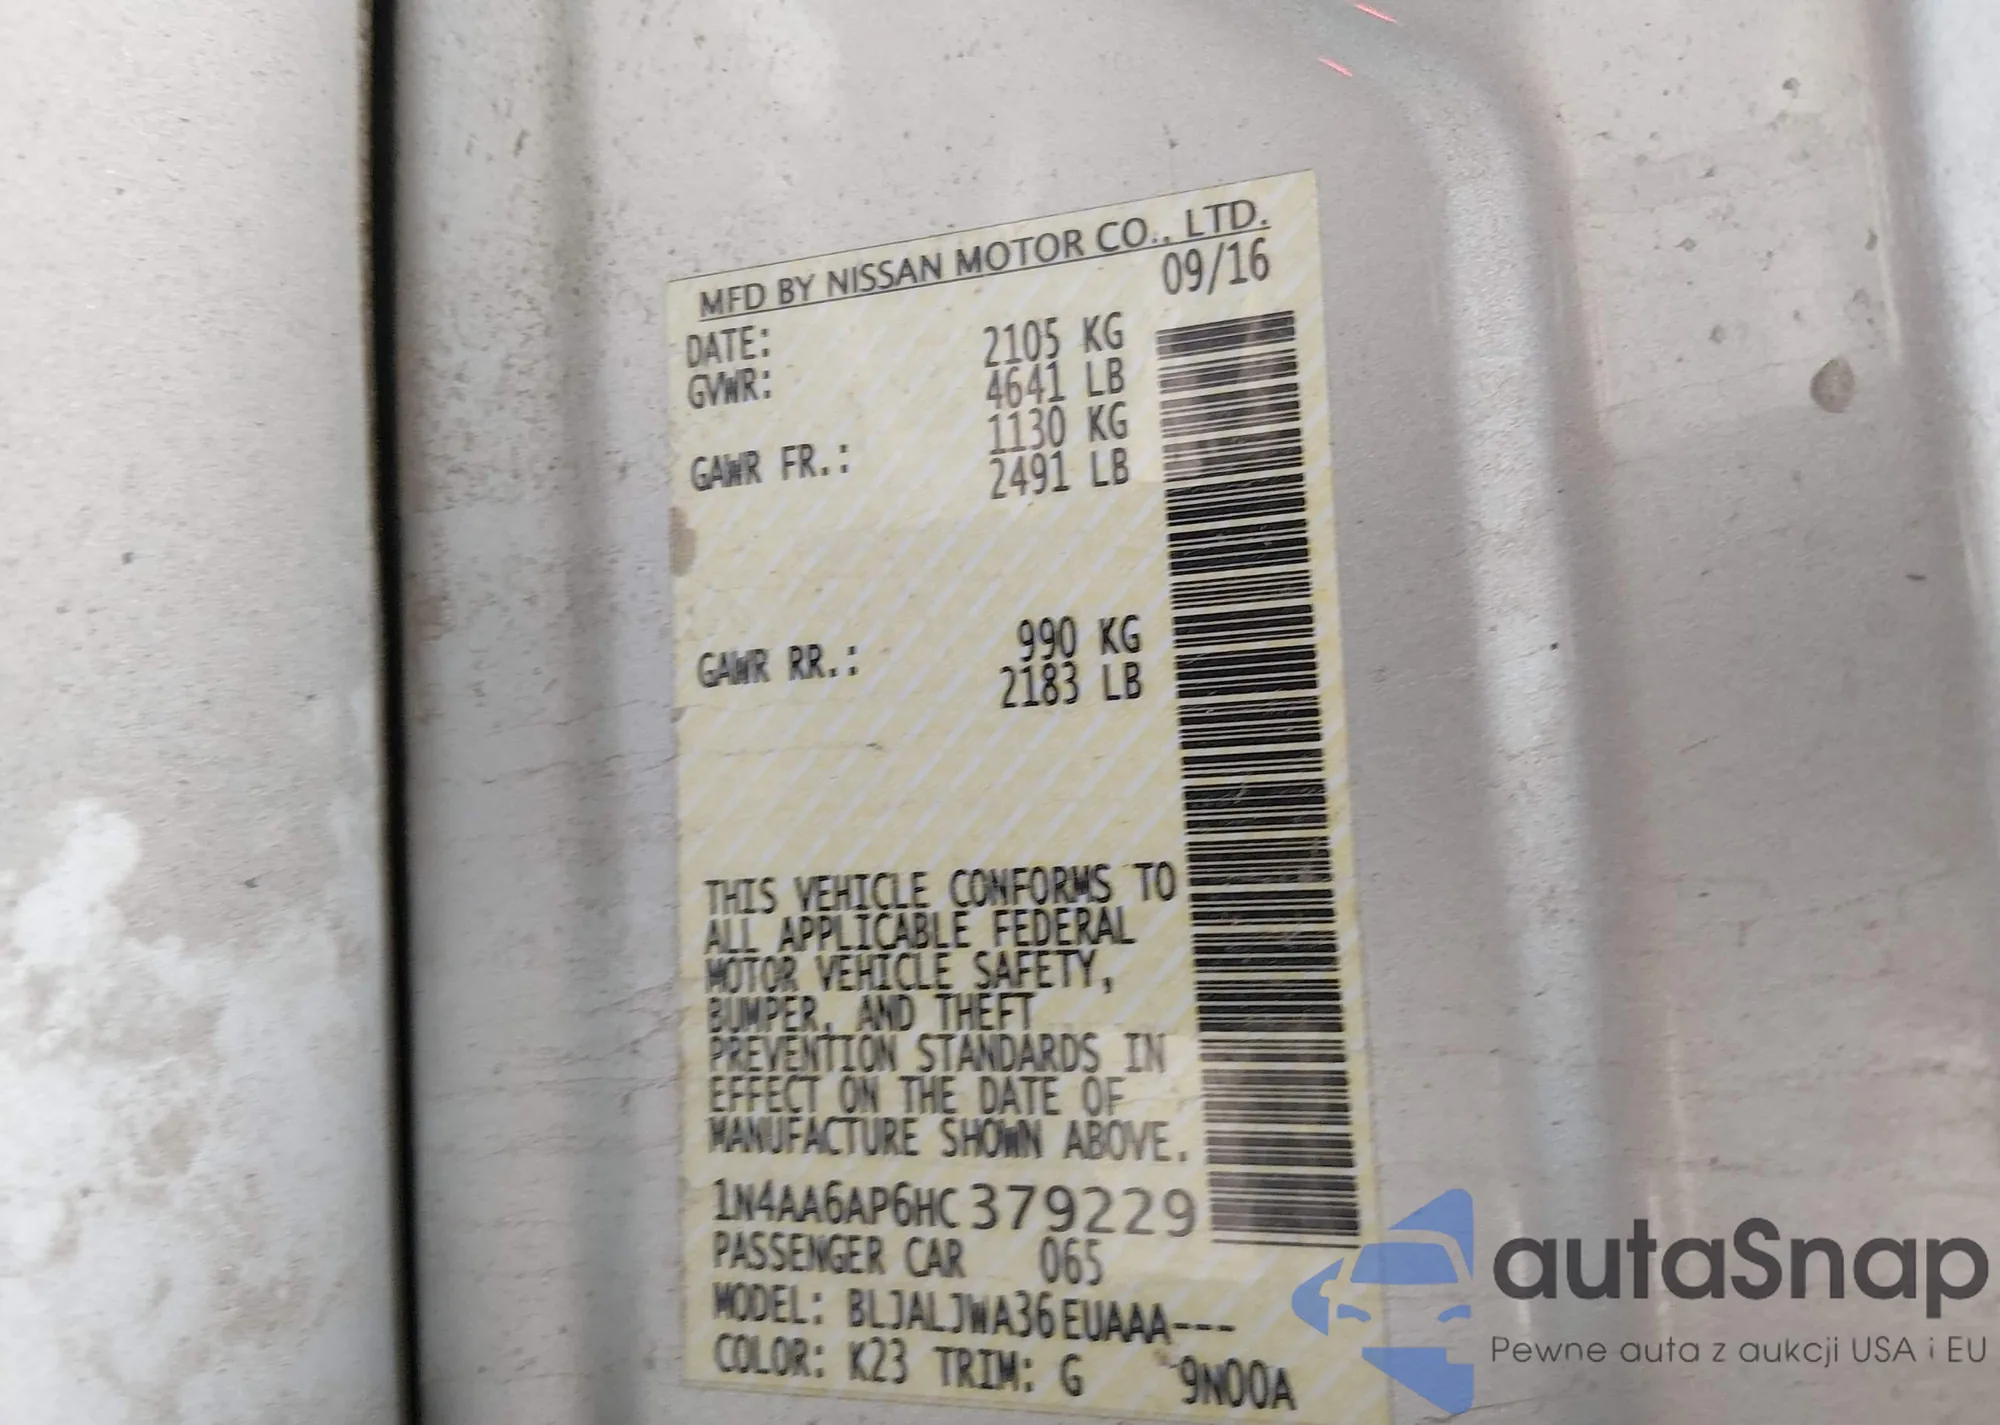 MFD BY NISSAN MOTOR CO., LTD.
DATE: 09/16
GVWR: 2105 KG
4641 LB
GAWR FR.: 1130 KG
2491 LB
GAWR RR.: 990 KG
2183 LB
THIS VEHICLE CONFORMS TO
ALL APPLICABLE FEDERAL
MOTOR VEHICLE SAFETY,
BUMPER, AND THEFT
PREVENTION STANDARDS IN
EFFECT ON THE DATE OF
MANUFACTURE SHOWN ABOVE.
1N4AA6AP6HC379229
PASSENGER CAR 065
MODEL: BLJALJWA36EUAAA---
COLOR: K23 TRIM: G 9N00A
autaSnap
Pewne auta z aukcji USA i EU